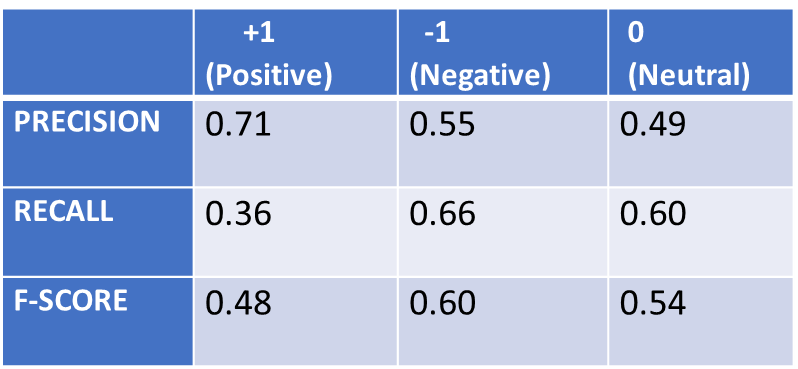 +1 -1 0
(Positive) (Negative) (Neutral)
PRECISION 0.71 0.55 0.49
RECALL 0.36 0.66 0.60
F-SCORE 0.48 0.60 0.54